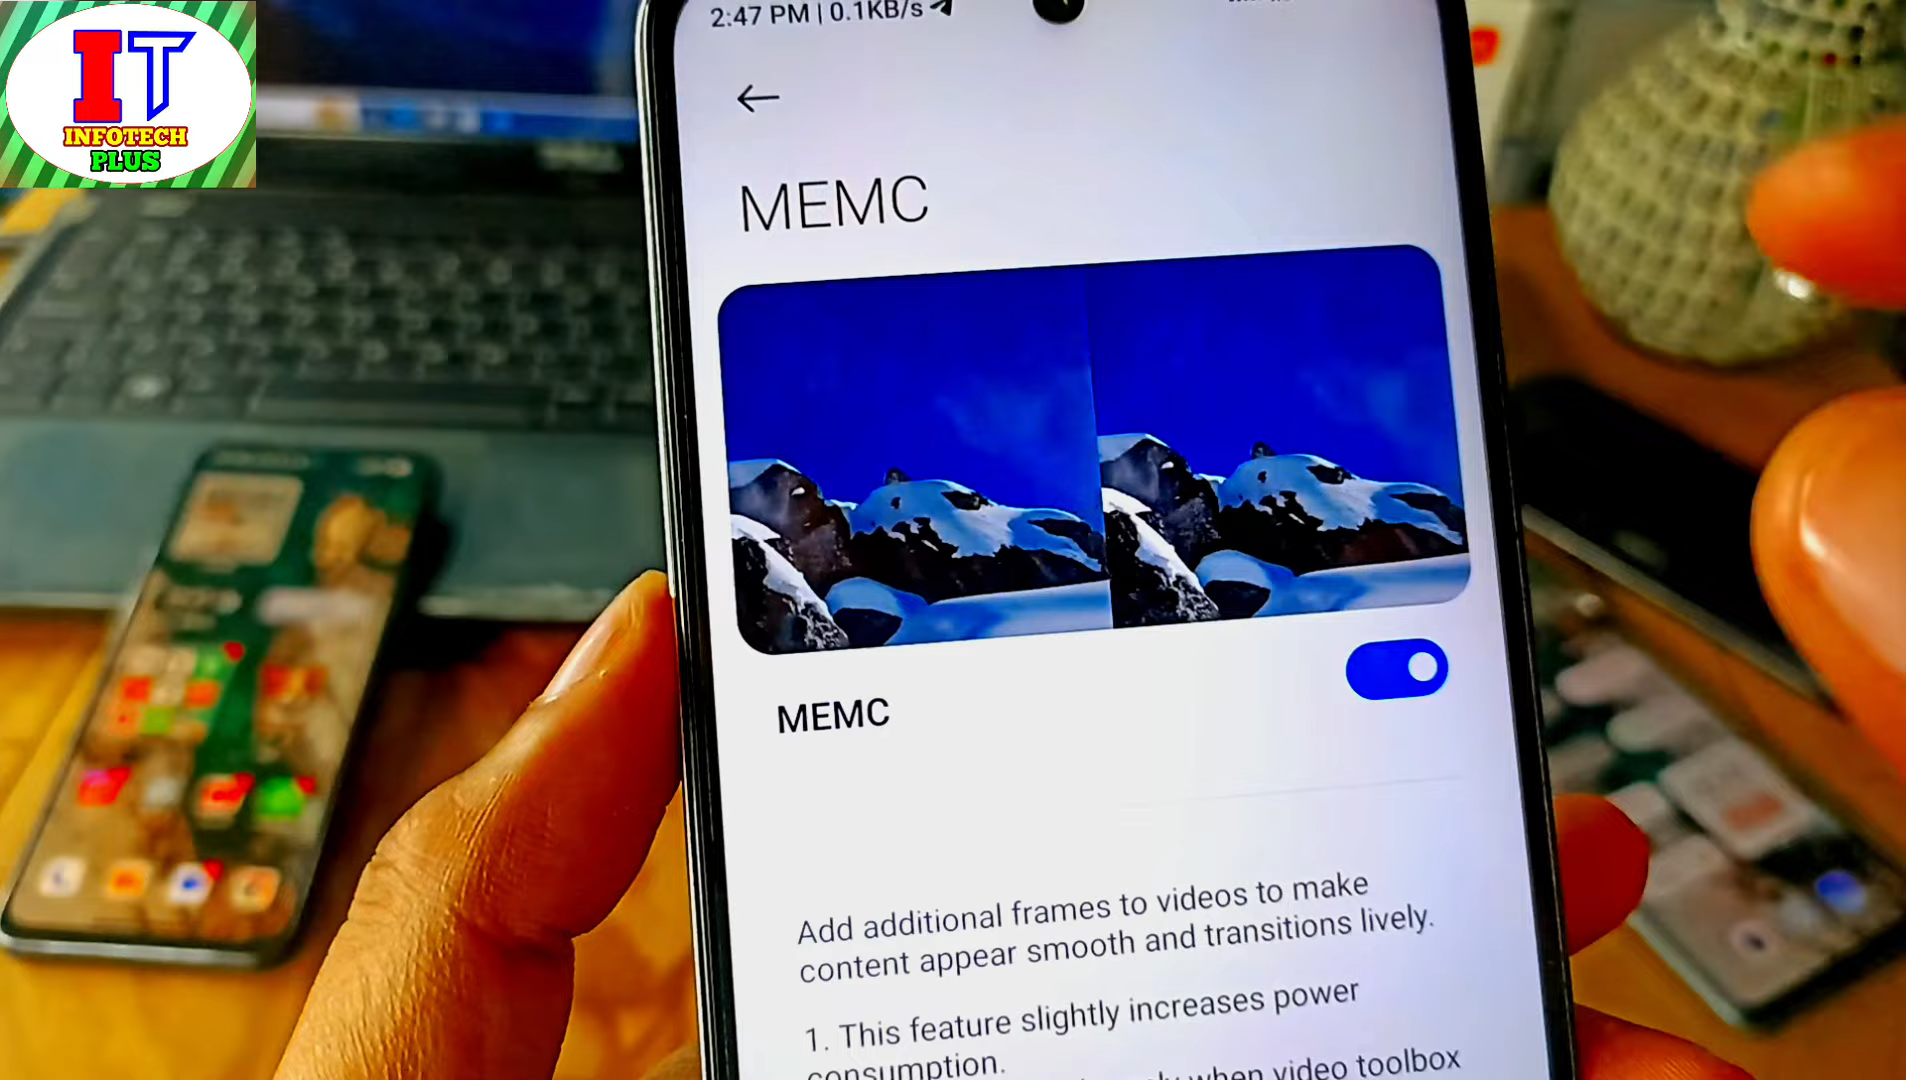 2:47 PM | 0.1KB/s
IT
INFOTECH
PLUS
MEMC
MEMC
Add additional frames to videos to make
content appear smooth and transitions lively.
1. This feature slightly increases power
consumption.
when video toolbox